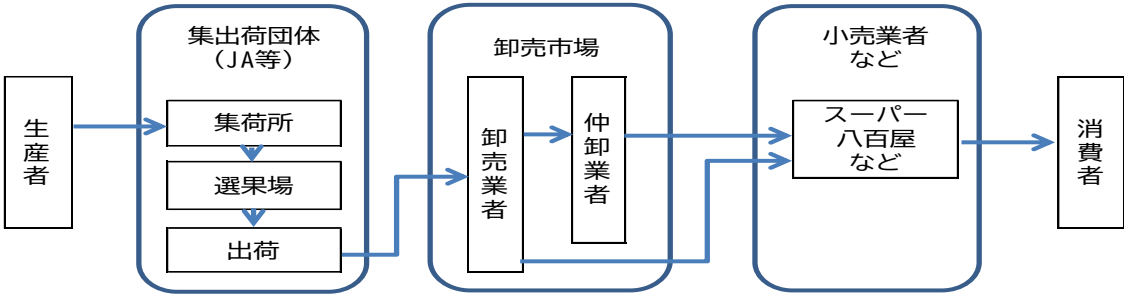 生産者
集出荷団体
（JA等）
集荷所
選果場
出荷
卸売市場
卸売業者
仲卸業者
小売業者
など
スーパー
八百屋
など
消費者